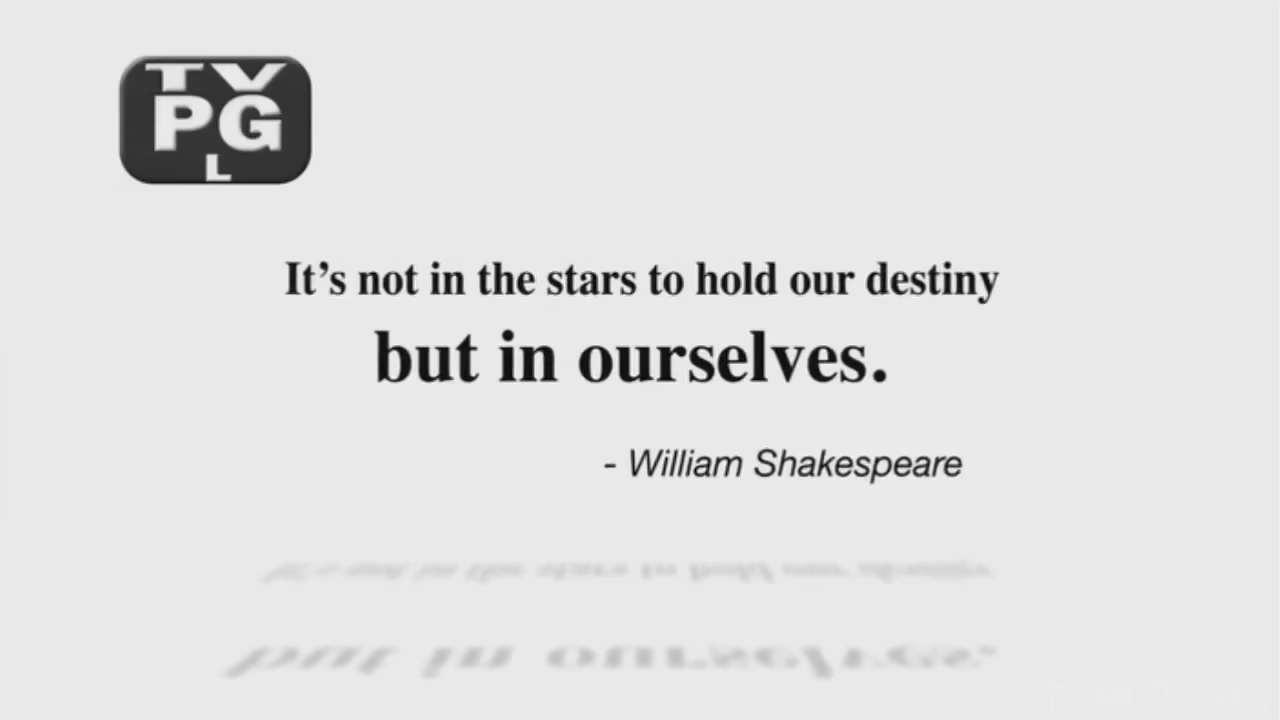 TV
PG
L
It's not in the stars to hold our destiny
but in ourselves.
- William Shakespeare